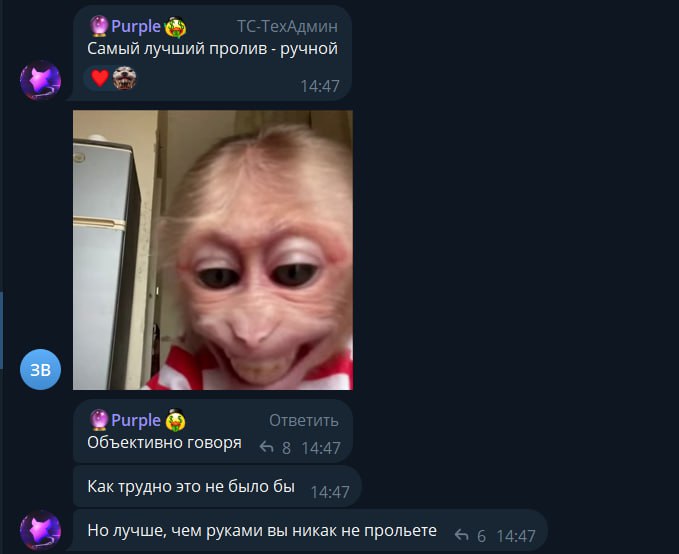 Purple ТС-ТехАдмин
Самый лучший пролив - ручной
14:47
ЗВ
Purple Ответить
Объективно говоря 8 14:47
Как трудно это не было бы 14:47
Но лучше, чем руками вы никак не прольете 6 14:47